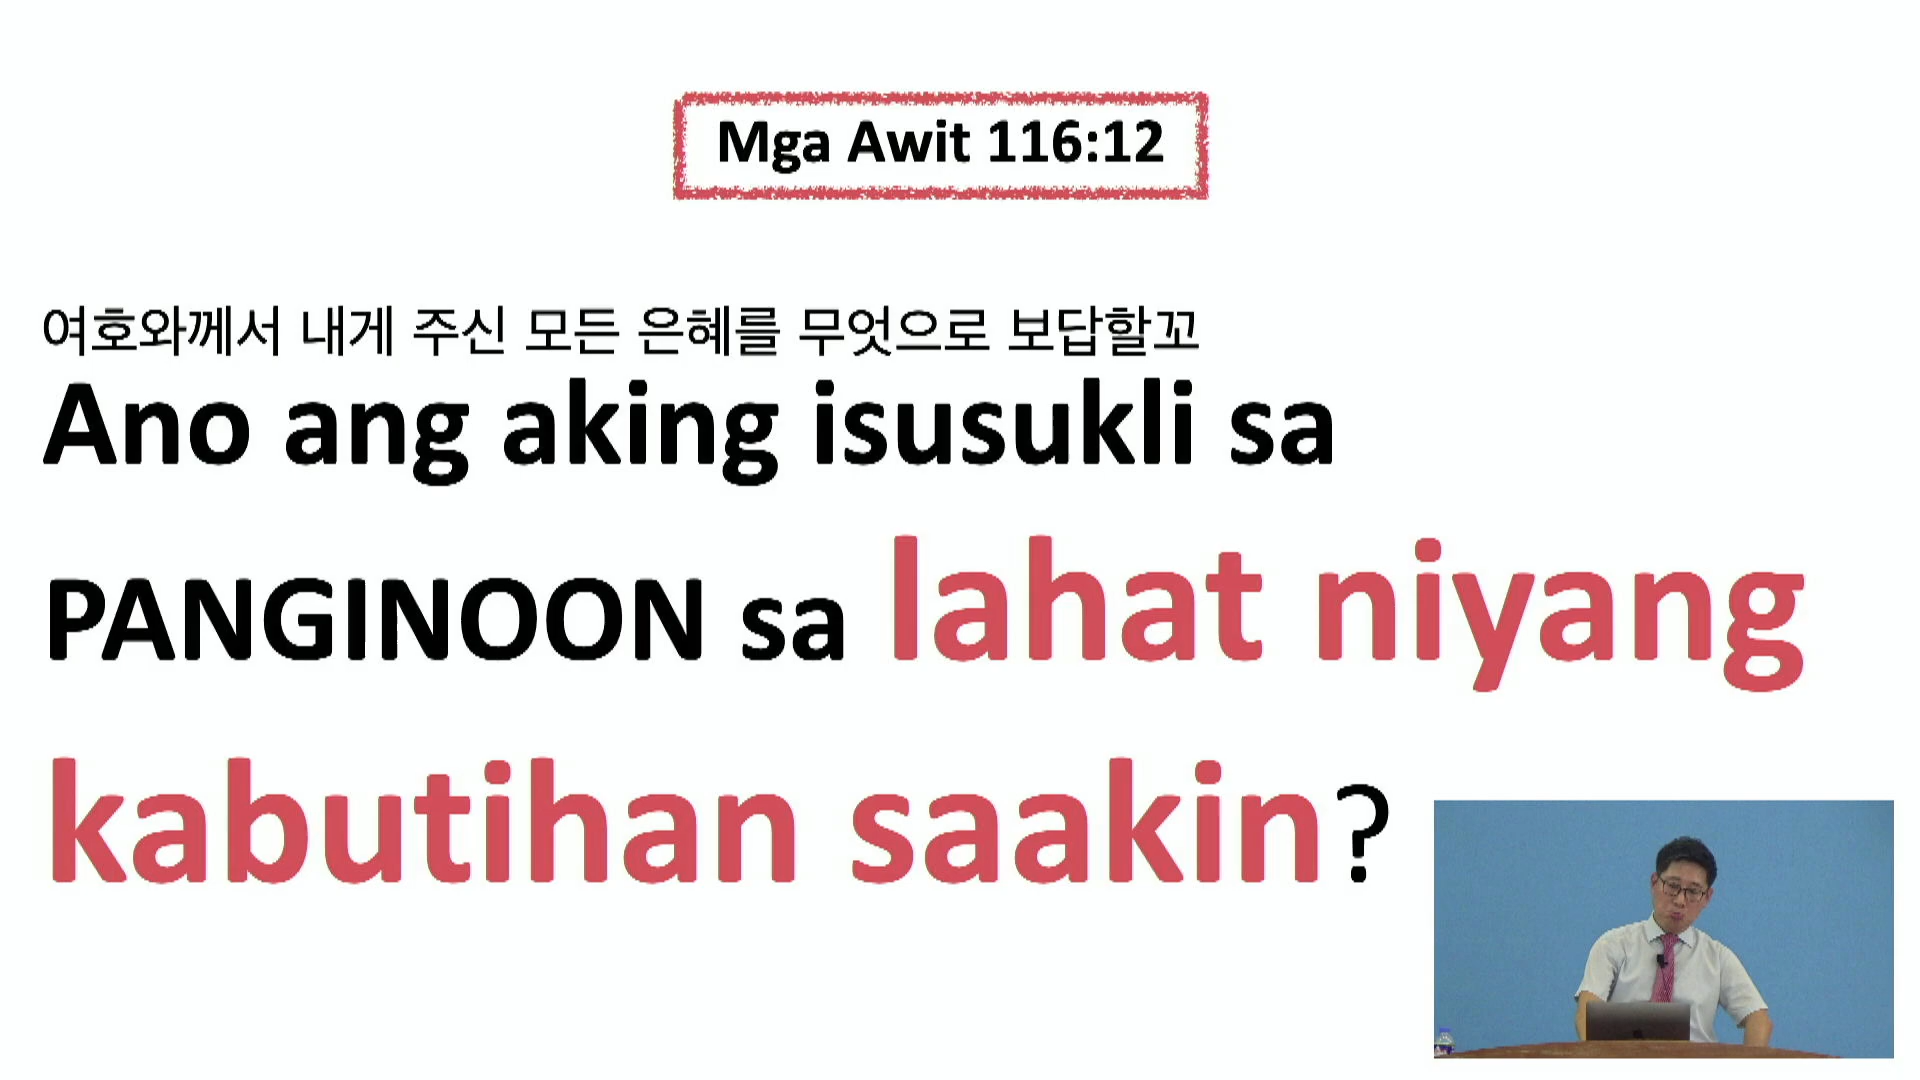 Mga Awit 116:12
여호와께서 내게 주신 모든 은혜를 무엇으로 보답할꼬
Ano ang aking isusukli sa
PANGINOON sa lahat niyang
kabutihan saakin?